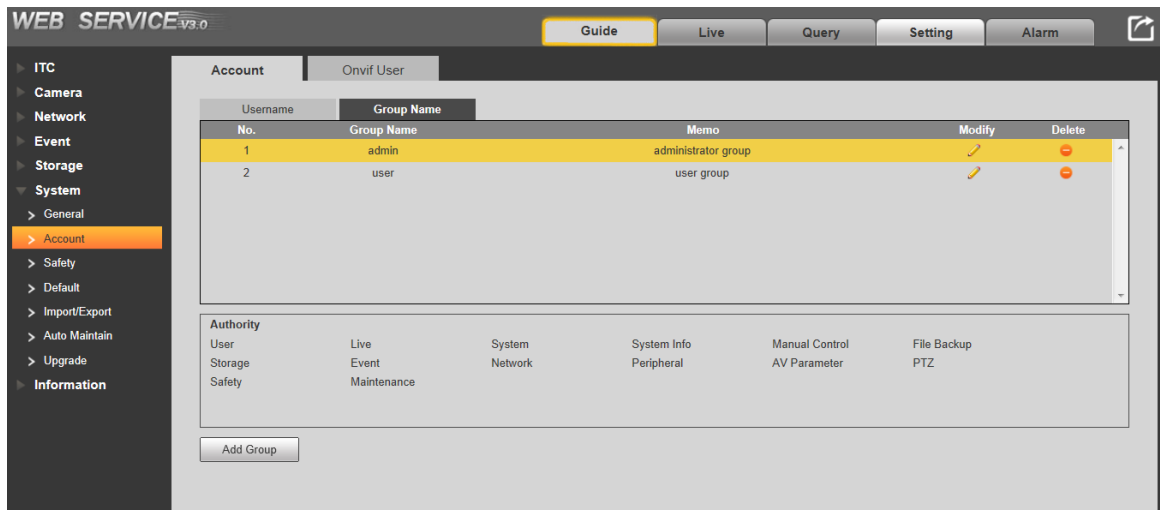 WEB SERVICE V3.0
Guide Live Query Setting Alarm
ITC
Camera
Network
Event
Storage
System
General
Account
Safety
Default
Import/Export
Auto Maintain
Upgrade
Information
Account Onvif User
Username Group Name
No. Group Name Memo Modify Delete
1 admin administrator group
2 user user group
Authority
User Live System System Info Manual Control File Backup
Storage Event Network Peripheral AV Parameter PTZ
Safety Maintenance
Add Group